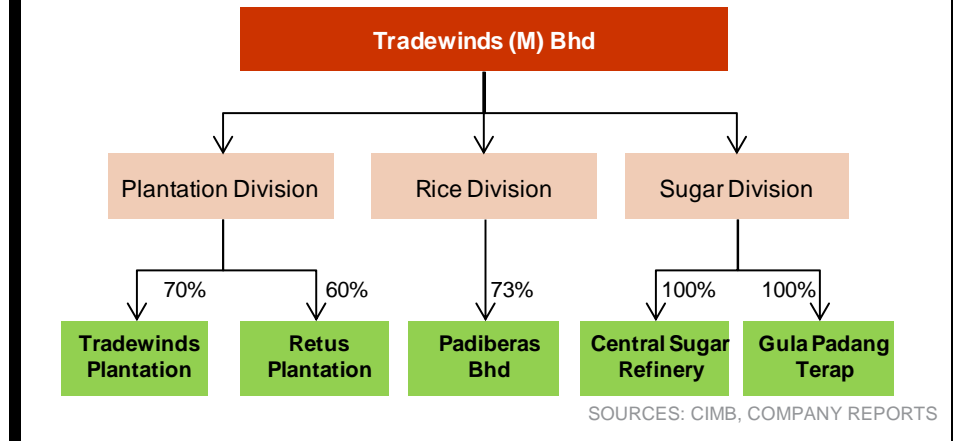 Tradewinds (M) Bhd
Plantation Division
Rice Division
Sugar Division
70%
60%
73%
100%
100%
Tradewinds
Plantation
Retus
Plantation
Padiberas
Bhd
Central Sugar
Refinery
Gula Padang
Terap
SOURCES: CIMB, COMPANY REPORTS